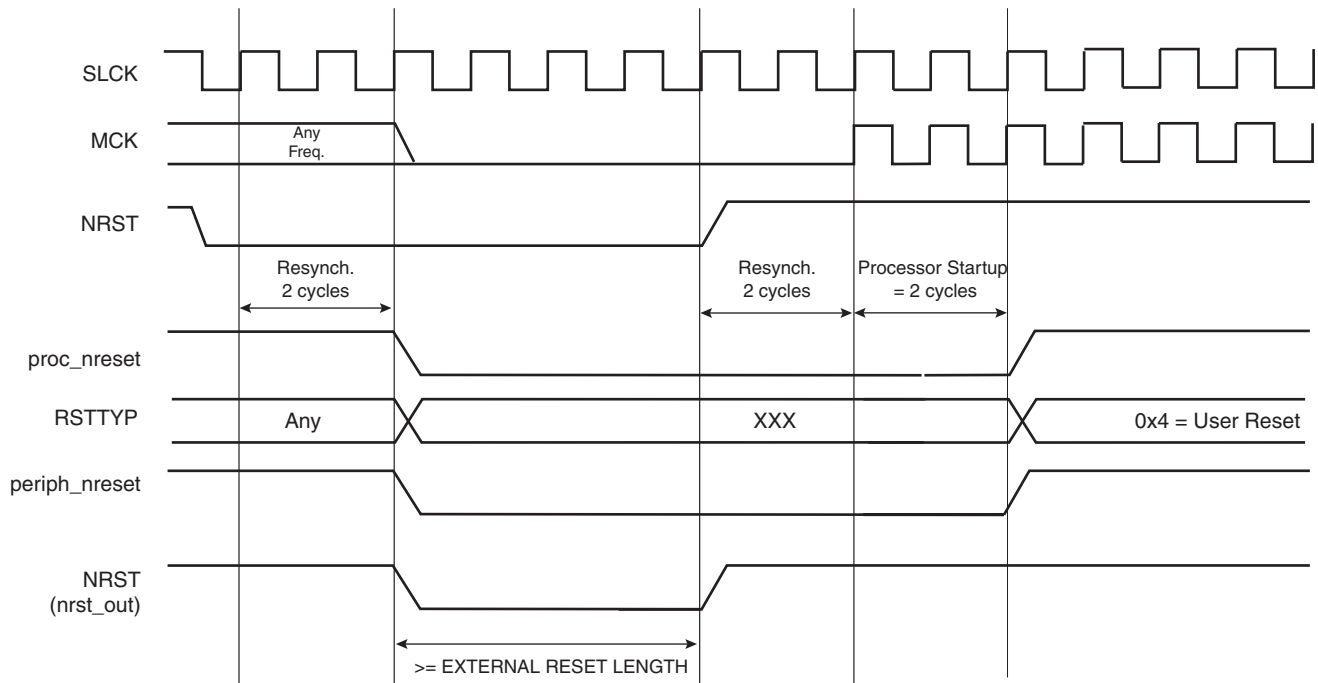 SLCK
MCK
Any
Freq.
NRST
Resynch.
2 cycles
Resynch.
2 cycles
Processor Startup
= 2 cycles
proc_nreset
RSTTYP
Any
XXX
0x4 = User Reset
periph_nreset
NRST
(nrst_out)
>= EXTERNAL RESET LENGTH